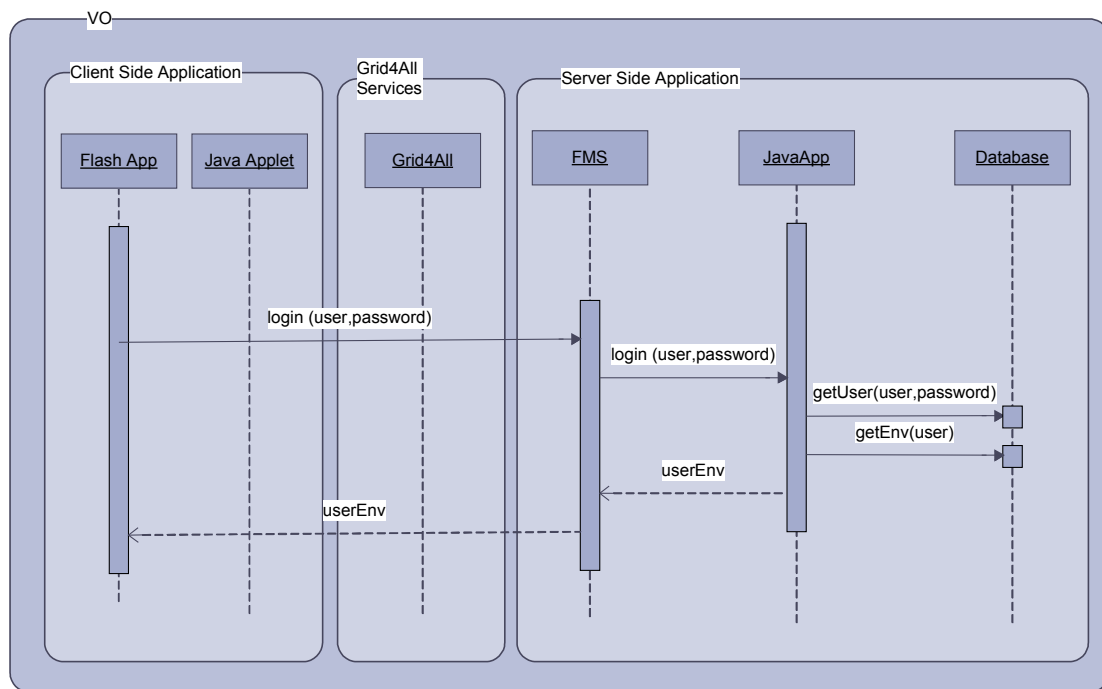 VO
Client Side Application
Grid4All
Services
Server Side Application
Flash App
Java Applet
Grid4All
FMS
JavaApp
Database
login (user,password)
login (user,password)
getUser(user,password)
getEnv(user)
userEnv
userEnv